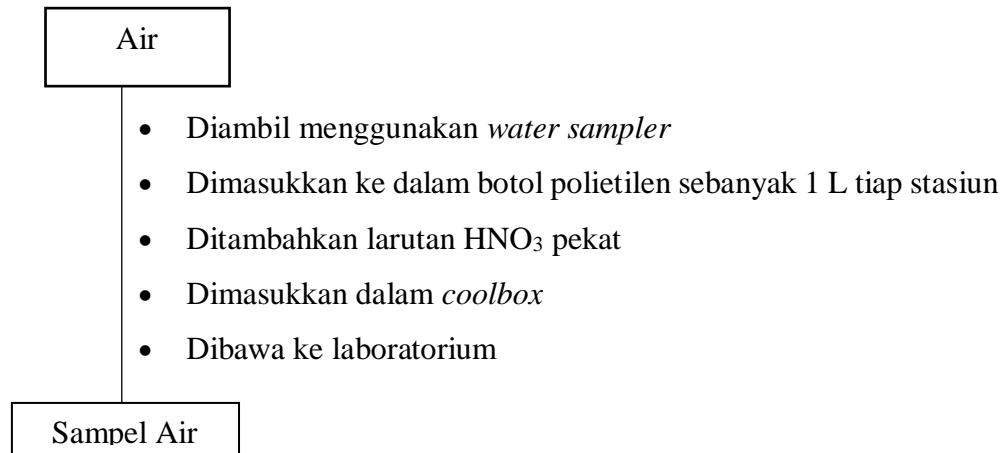 Air
• Diambil menggunakan water sampler
• Dimasukkan ke dalam botol polietilen sebanyak 1 L tiap stasiun
• Ditambahkan larutan HNO₃ pekat
• Dimasukkan dalam coolbox
• Dibawa ke laboratorium
Sampel Air